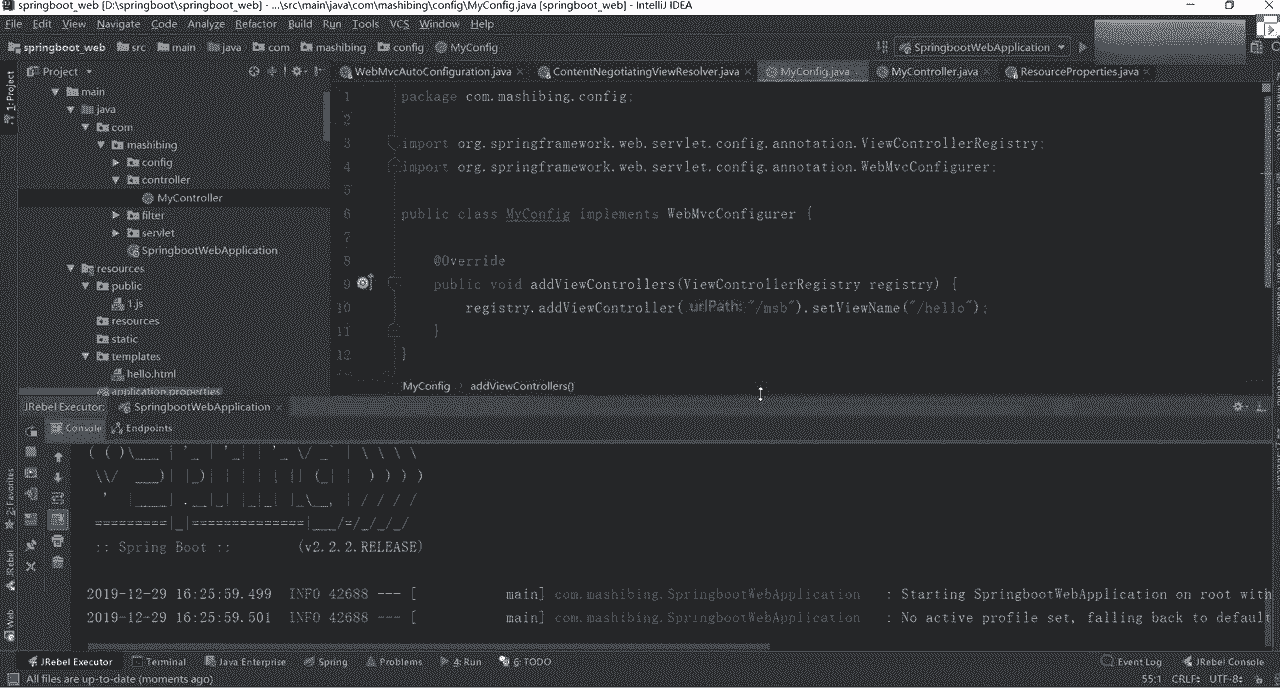 springboot_web [D:\springboot\springboot_web] - ...\src\main\java\com\mashibing\config\MyConfig.java [springboot_web] - IntelliJ IDEA
File Edit View Navigate Code Analyze Refactor Build Run Tools VCS Window Help
springboot_web src main java com mashibing config MyConfig SpringbootWebApplication
Project WebMvcAutoConfiguration.java ContentNegotiatingViewResolver.java MyConfig.java MyController.java ResourceProperties.java
1: Project
main
java
com
mashibing
config
controller
MyController
filter
servlet
SpringbootWebApplication
resources
public
1.js
resources
static
templates
hello.html
application.properties
1 package com.mashibing.config;
2
3 import org.springframework.web.servlet.config.annotation.ViewControllerRegistry;
4 import org.springframework.web.servlet.config.annotation.WebMvcConfigurer;
5
6 public class MyConfig implements WebMvcConfigurer {
7
8 @Override
9 public void addViewControllers(ViewControllerRegistry registry) {
10 registry.addViewController( urlPath: "/msb").setViewName("/hello");
11 }
12 }
MyConfig addViewControllers()
JRebel Executor: SpringbootWebApplication
Console Endpoints
2: Favorites
JRebel
Web
:: Spring Boot :: (v2.2.2.RELEASE)
2019-12-29 16:25:59.499 INFO 42688 --- [ main] com.mashibing.SpringbootWebApplication : Starting SpringbootWebApplication on root with
2019-12-29 16:25:59.501 INFO 42688 --- [ main] com.mashibing.SpringbootWebApplication : No active profile set, falling back to default
JRebel Executor Terminal Java Enterprise Spring Problems 4: Run 6: TODO Event Log JRebel Console
All files are up-to-date (moments ago) 55:1 CRLF UTF-8